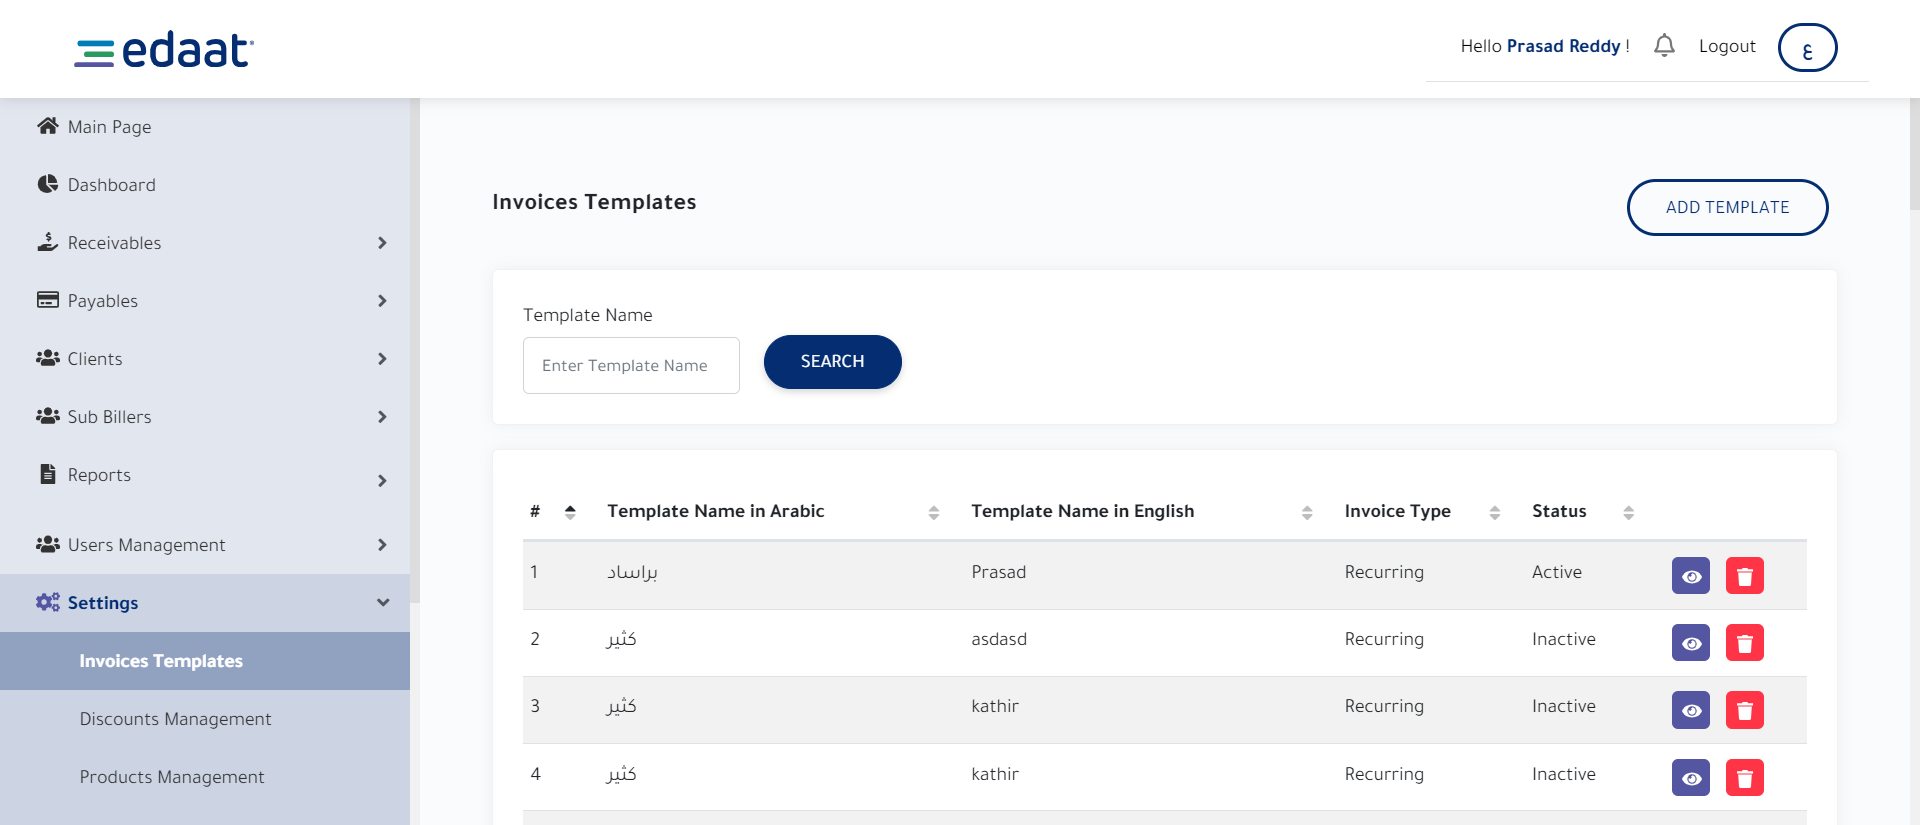 edaat
Hello Prasad Reddy !
Logout
ع
Main Page
Dashboard
Receivables
Payables
Clients
Sub Billers
Reports
Users Management
Settings
Invoices Templates
Discounts Management
Products Management
Invoices Templates
ADD TEMPLATE
Template Name
Enter Template Name
SEARCH
# Template Name in Arabic Template Name in English Invoice Type Status
1 براساد Prasad Recurring Active
2 كثير asdasd Recurring Inactive
3 كثير kathir Recurring Inactive
4 كثير kathir Recurring Inactive